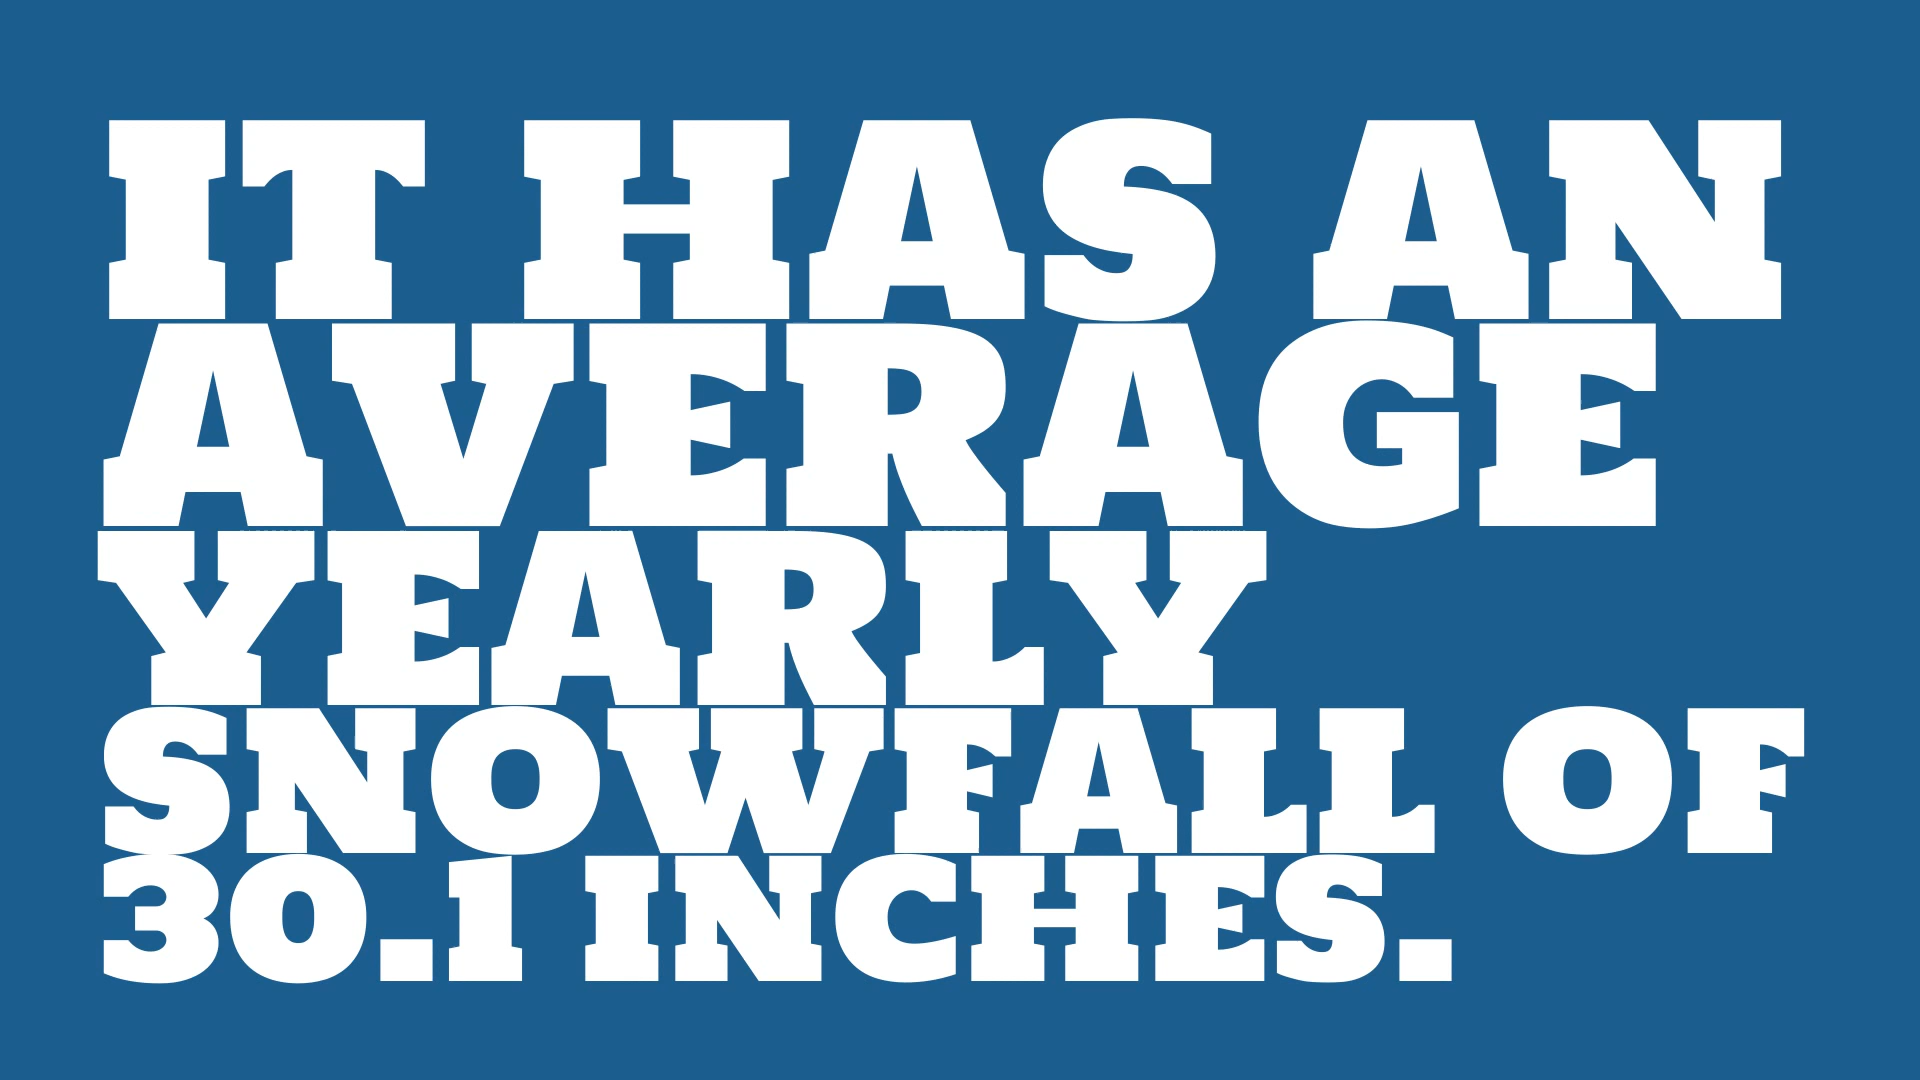 IT HAS AN
AVERAGE
YEARLY
SNOWFALL OF
30.1 INCHES.